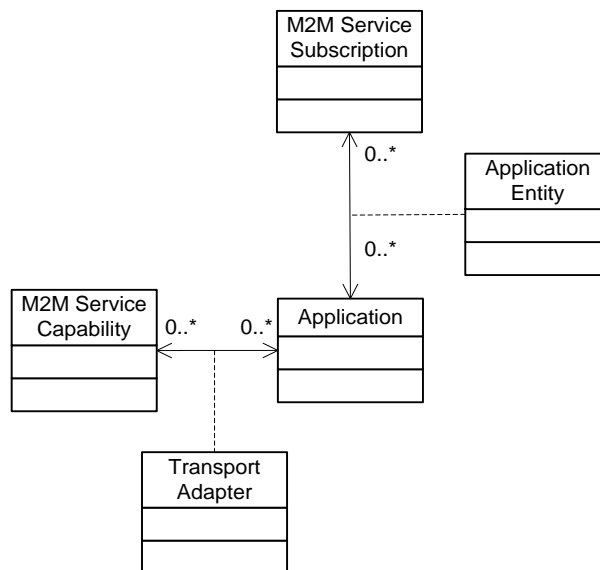 M2M Service
Subscription
0..*
Application
Entity
0..*
M2M Service
Capability
0..*
0..*
Application
Transport
Adapter